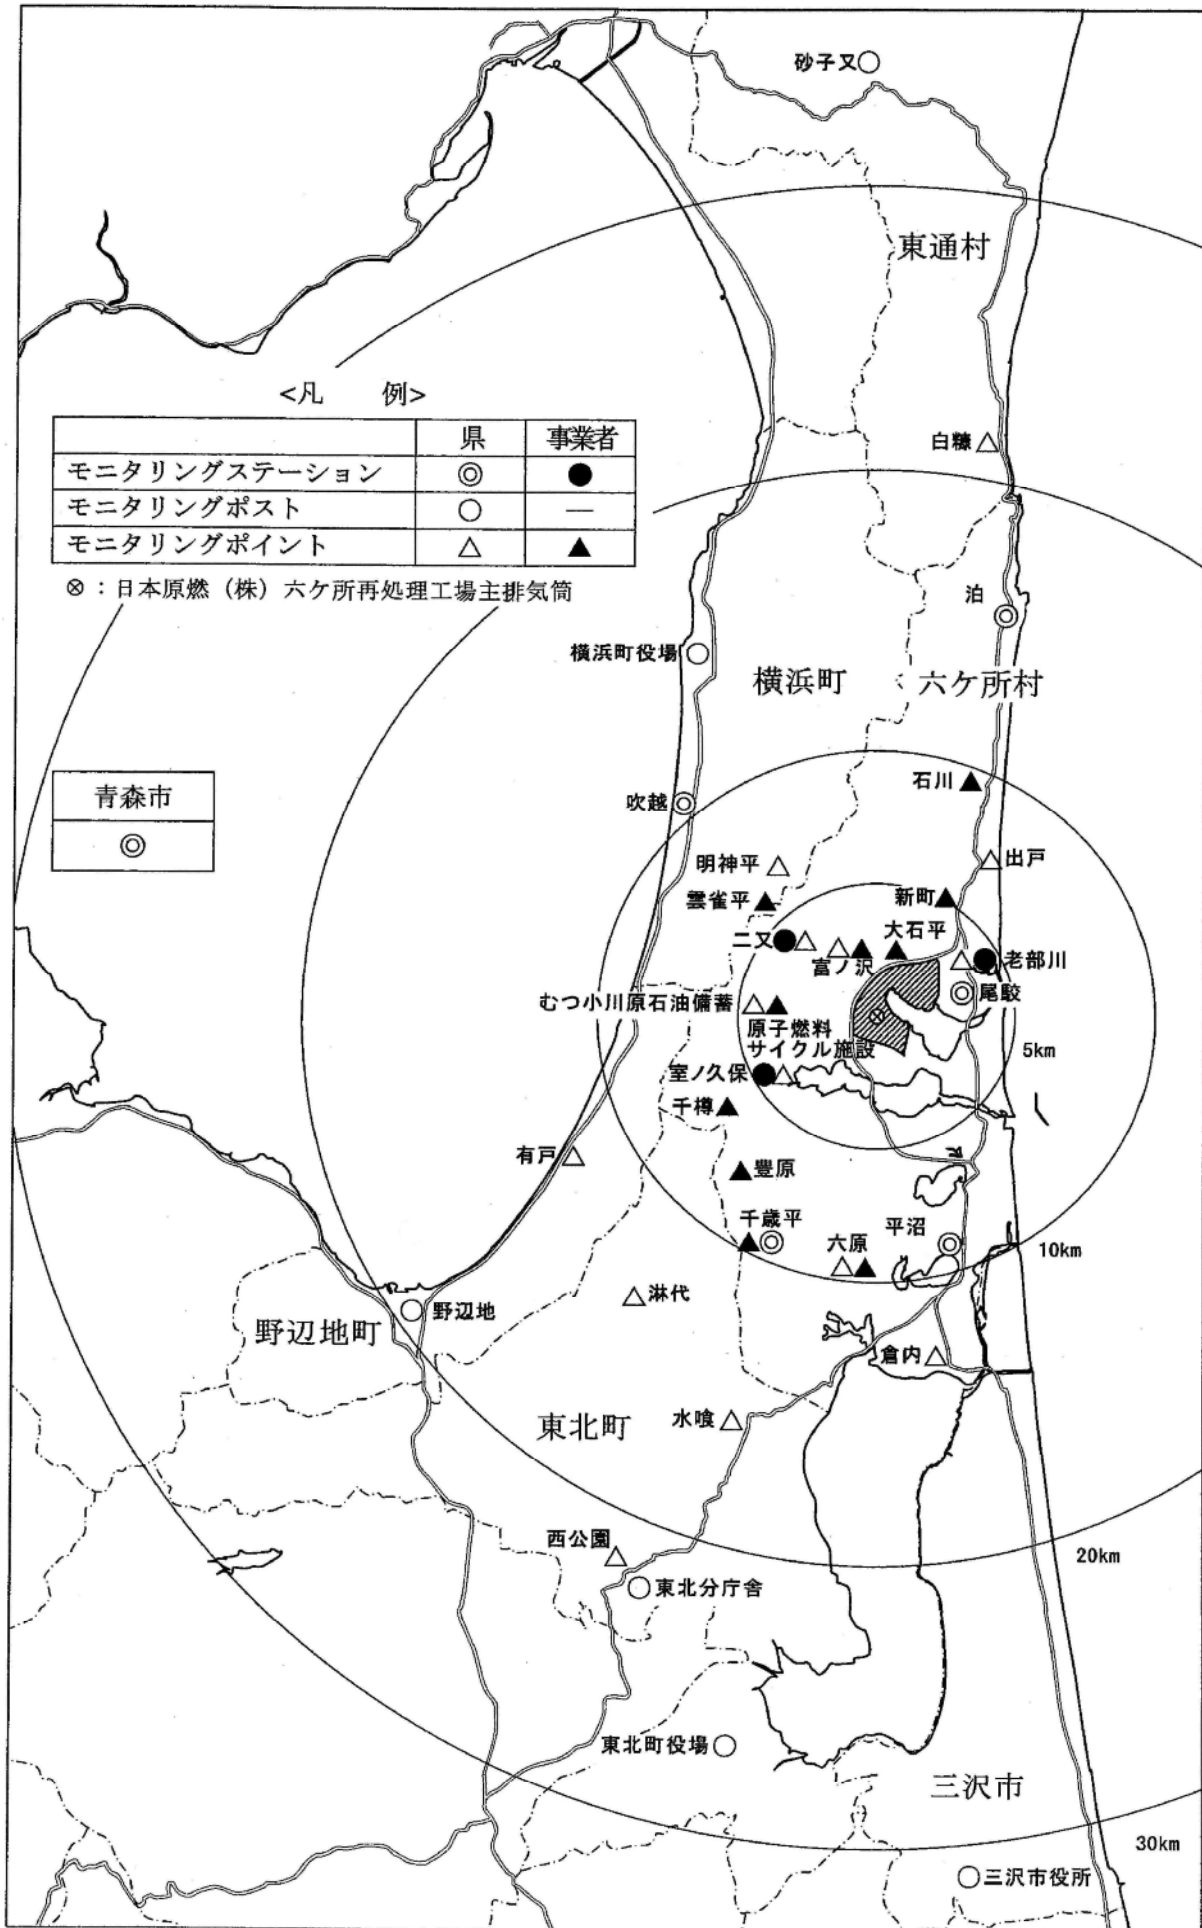 砂子又
東通村
<凡 例>
県 事業者
モニタリングステーション ◎ ●
モニタリングポスト ○ —
モニタリングポイント △ ▲
⊗：日本原燃（株）六ケ所再処理工場主排気筒
白糠
泊
横浜町役場
横浜町
六ケ所村
青森市
◎
石川
吹越
明神平
出戸
雲雀平
新町
大石平
二又
富ノ沢
老部川
尾駮
むつ小川原石油備蓄
原子燃料
サイクル施設
5km
室ノ久保
千樽
有戸
豊原
千歳平
六原
平沼
10km
淋代
野辺地
野辺地町
倉内
水喰
東北町
西公園
20km
東北分庁舎
東北町役場
三沢市
30km
三沢市役所